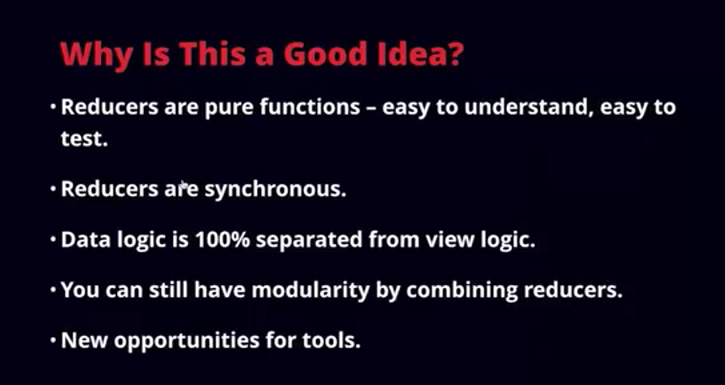 Why Is This a Good Idea?
• Reducers are pure functions – easy to understand, easy to
test.
• Reducers are synchronous.
• Data logic is 100% separated from view logic.
• You can still have modularity by combining reducers.
• New opportunities for tools.